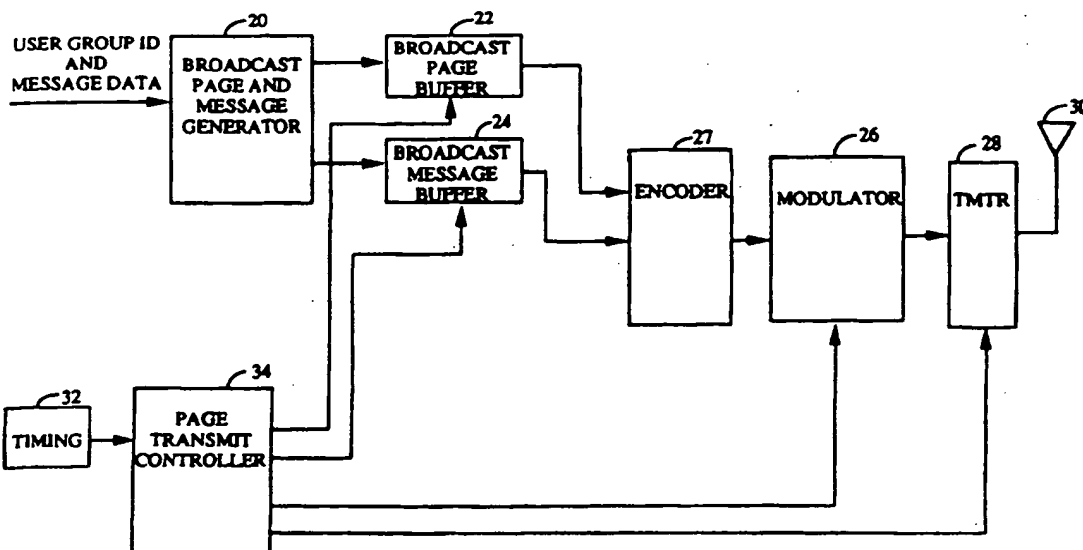 20
22
USER GROUP ID
AND
MESSAGE DATA
BROADCAST
PAGE AND
MESSAGE
GENERATOR
BROADCAST
PAGE
BUFFER
24
BROADCAST
MESSAGE
BUFFER
27
ENCODER
26
MODULATOR
28
TMTR
30
32
TIMING
34
PAGE
TRANSMIT
CONTROLLER